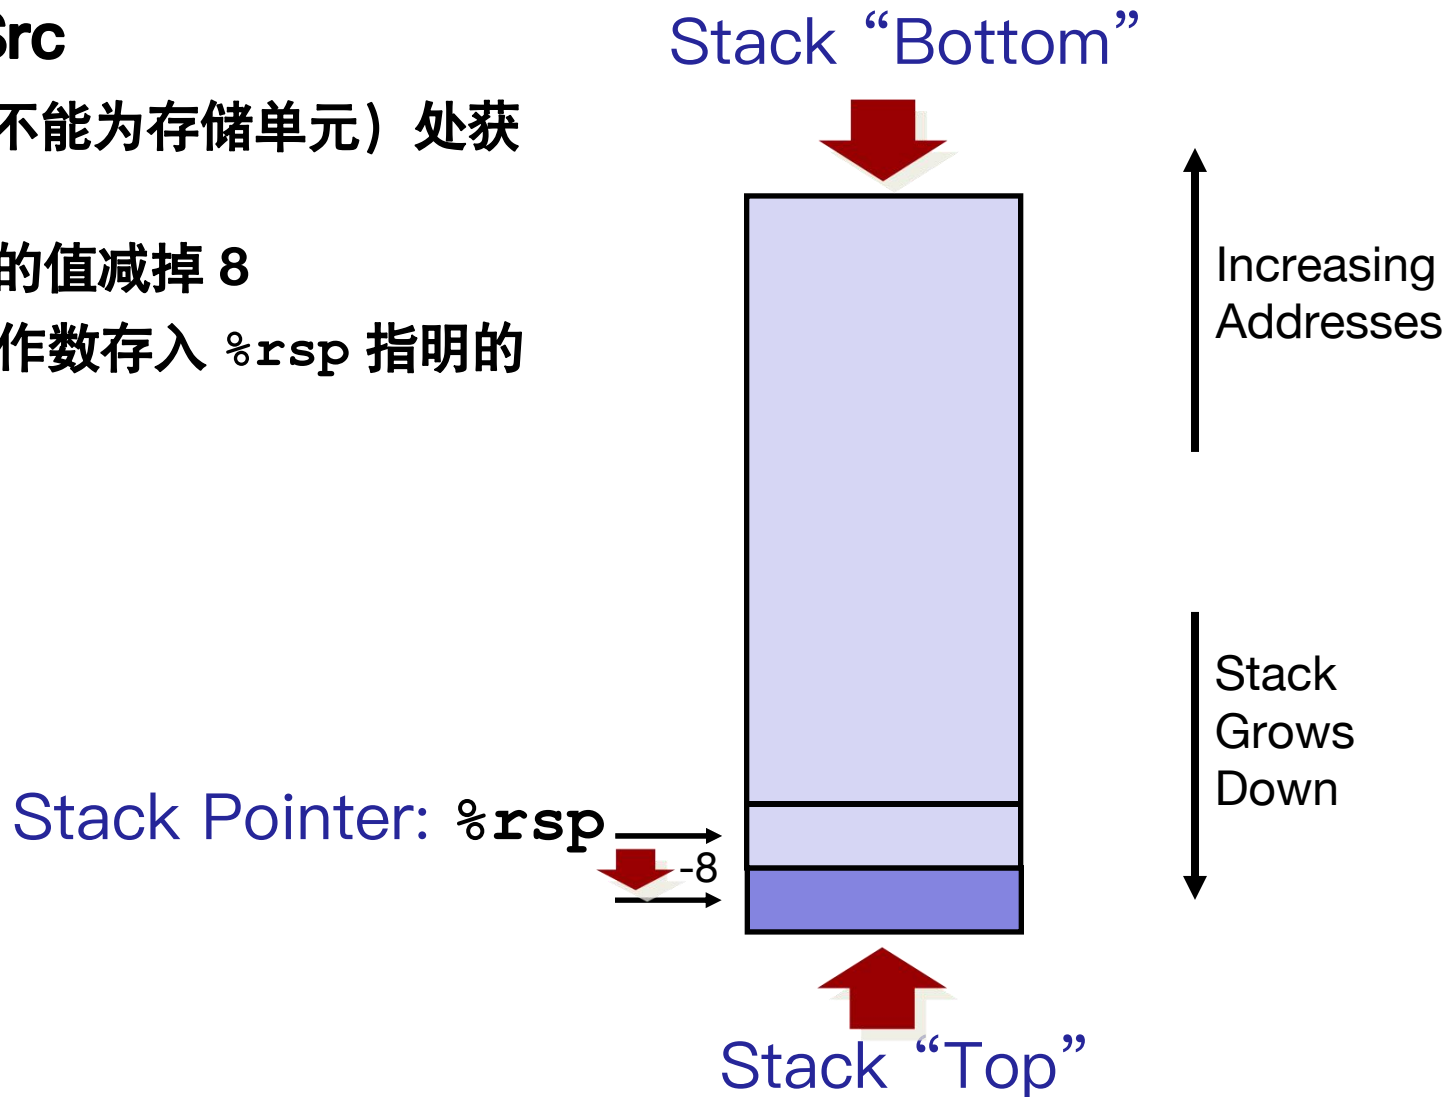 Src
不能为存储单元）处获
的值减掉 8
作数存入 %rsp 指明的
Stack “Bottom”
Increasing
Addresses
Stack
Grows
Down
Stack Pointer: %rsp
-8
Stack “Top”